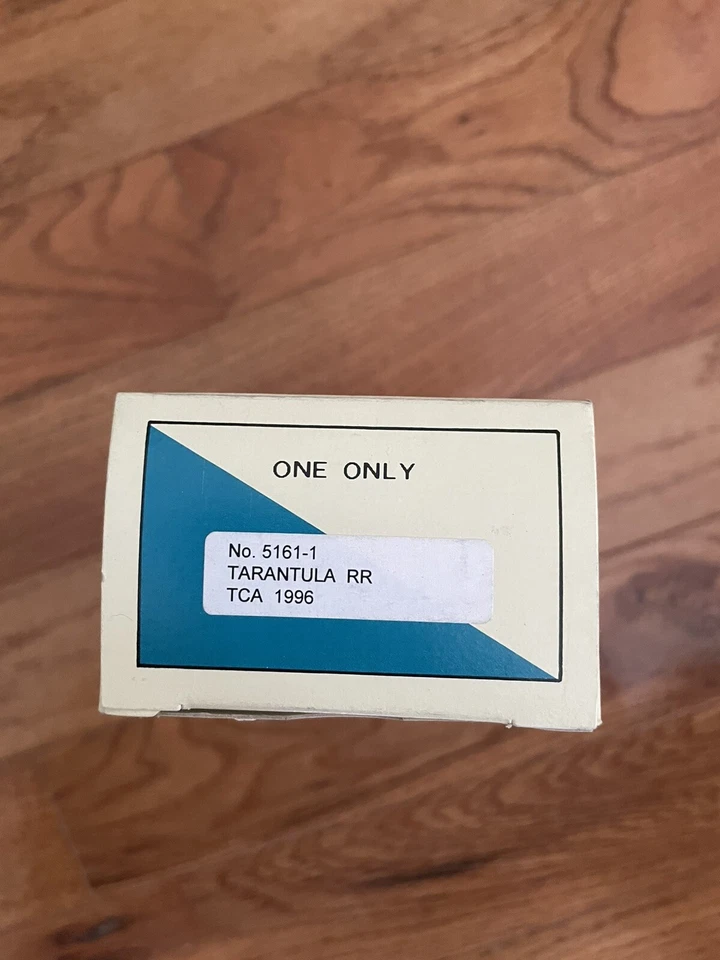 ONE ONLY
No. 5161-1
TARANTULA RR
TCA 1996